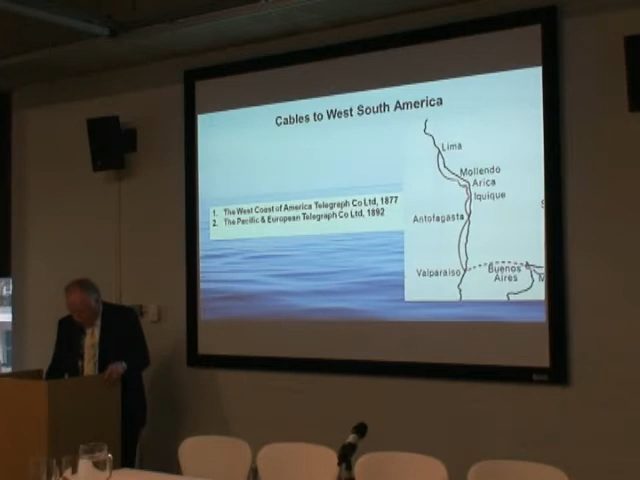 Cables to West South America
1. The West Coast of America Telegraph Co Ltd, 1877
2. The Pacific & European Telegraph Co Ltd, 1892
Lima
Mollendo
Arica
Iquique
Antofagasta
Valparaiso
Buenos
Aires